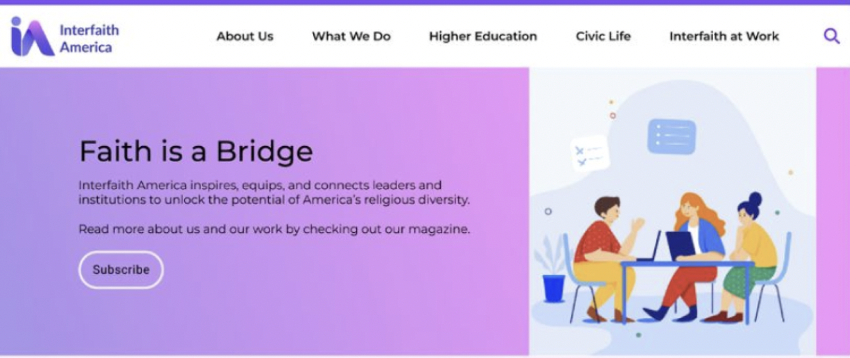 Interfaith
America
About Us
What We Do
Higher Education
Civic Life
Interfaith at Work
Faith is a Bridge
Interfaith America inspires, equips, and connects leaders and
institutions to unlock the potential of America's religious diversity.
Read more about us and our work by checking out our magazine.
Subscribe